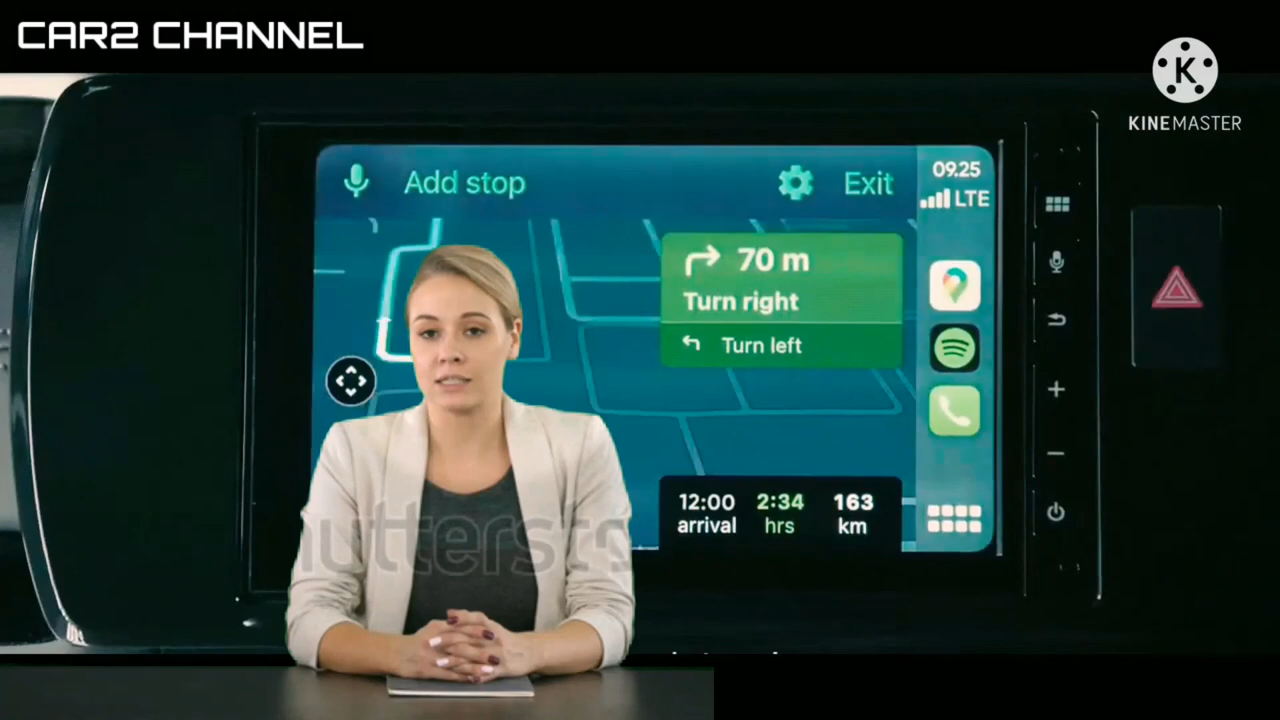 CAR2 CHANNEL
K
KINEMASTER
Add stop
Exit
09.25
LTE
70 m
Turn right
Turn left
12:00 2:34 163
arrival hrs km